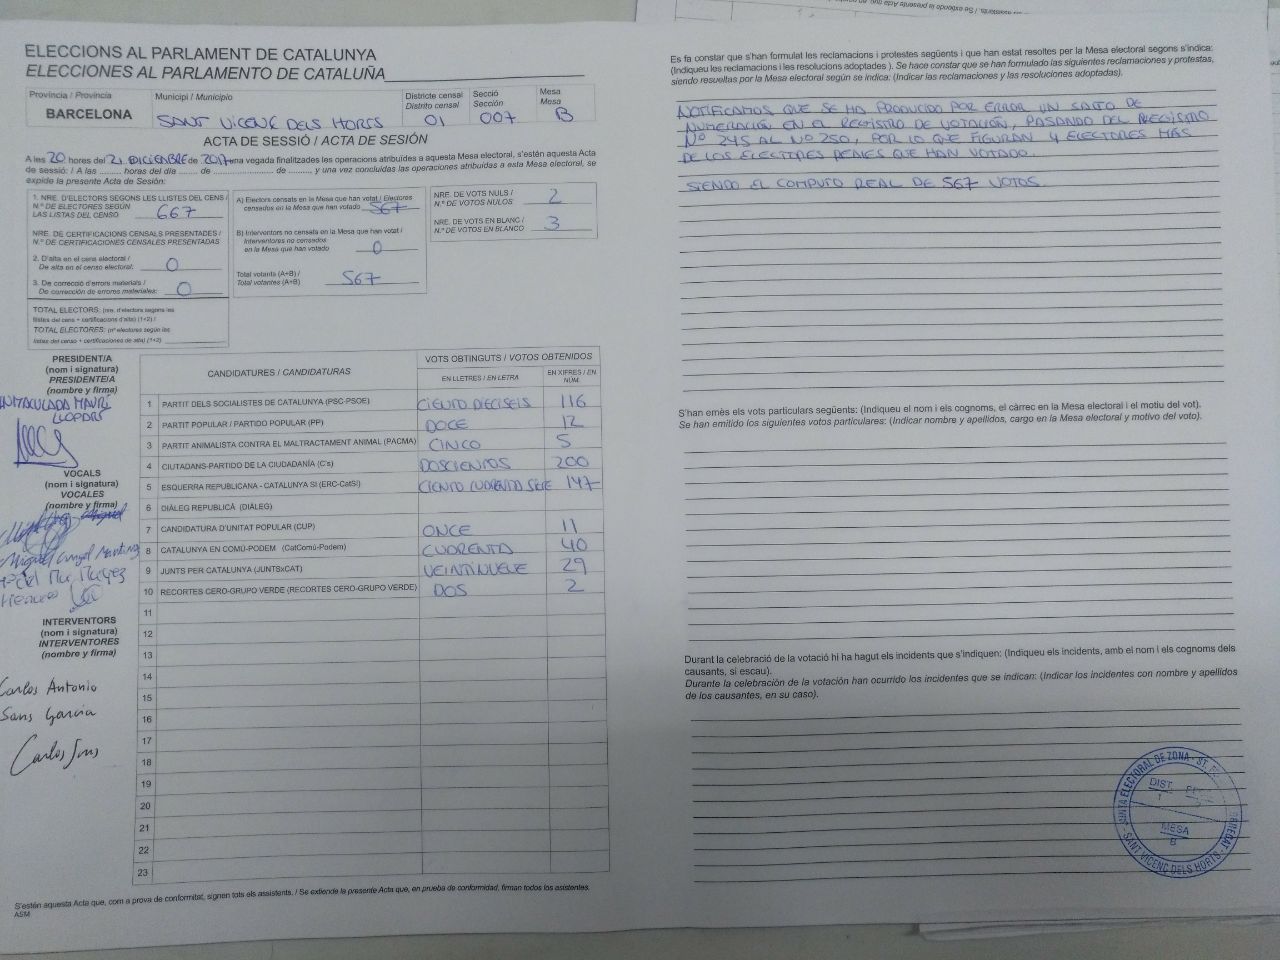 ELECCIONS AL PARLAMENT DE CATALUNYA
ELECCIONES AL PARLAMENTO DE CATALUÑA
Província / Provincia
BARCELONA
Municipi / Municipio
SANT VICENÇ DELS HORTS
Districte censal
Distrito censal
01
Secció
Sección
007
Mesa
Mesa
B
ACTA DE SESSIÓ / ACTA DE SESIÓN
A les 20 hores del 21 DICIEMBRE de 2017 una vegada finalitzades les operacions atribuïdes a aquesta Mesa electoral, s'estén aquesta Acta
de sessió: / A las ......... horas del día ....... de ...................... de ......... y una vez concluidas las operaciones atribuidas a esta Mesa electoral, se
expide la presente Acta de Sesión:
1. NRE. D'ELECTORS SEGONS LES LLISTES DEL CENS /
N.º DE ELECTORES SEGÚN
LAS LISTAS DEL CENSO 667
NRE. DE CERTIFICACIONS CENSALS PRESENTADES /
N.º DE CERTIFICACIONES CENSALES PRESENTADAS
2. D'alta en el cens electoral /
De alta en el censo electoral: 0
3. De correcció d'errors materials /
De corrección de errores materiales: 0
TOTAL ELECTORS: (nre. d'electors segons les
llistes del cens + certificacions d'alta) (1+2) /
TOTAL ELECTORES: (nº electores según las
listas del censo + certificaciones de alta) (1+2)
A) Electors censats en la Mesa que han votat / Electores
censados en la Mesa que han votado 567
B) Interventors no censats en la Mesa que han votat /
Interventores no censados
en la Mesa que han votado 0
Total votants (A+B) /
Total votantes (A+B) 567
NRE. DE VOTS NULS /
N.º DE VOTOS NULOS 2
NRE. DE VOTS EN BLANC /
N.º DE VOTOS EN BLANCO 3
PRESIDENT/A
(nom i signatura)
PRESIDENTE/A
(nombre y firma)
INMACULADA MAURÍ
VOCALS
(nom i signatura)
VOCALES
(nombre y firma)
Miguel Angel Martinez
INTERVENTORS
(nom i signatura)
INTERVENTORES
(nombre y firma)
Carlos Antonio
Sans García
Carlos Sans
CANDIDATURES / CANDIDATURAS
VOTS OBTINGUTS / VOTOS OBTENIDOS
EN LLETRES / EN LETRA
EN XIFRES / EN NÚM.
1 PARTIT DELS SOCIALISTES DE CATALUNYA (PSC-PSOE) CIENTO DIECISEIS 116
2 PARTIT POPULAR / PARTIDO POPULAR (PP) DOCE 12
3 PARTIT ANIMALISTA CONTRA EL MALTRACTAMENT ANIMAL (PACMA) CINCO 5
4 CIUTADANS-PARTIDO DE LA CIUDADANÍA (C's) DOSCIENTOS 200
5 ESQUERRA REPUBLICANA - CATALUNYA SÍ (ERC-CatSí) CIENTO CUARENTA SIETE 147
6 DIÀLEG REPUBLICÀ (DIÀLEG)
7 CANDIDATURA D'UNITAT POPULAR (CUP) ONCE 11
8 CATALUNYA EN COMÚ-PODEM (CatComú-Podem) CUARENTA 40
9 JUNTS PER CATALUNYA (JUNTSxCAT) VEINTINUEVE 29
10 RECORTES CERO-GRUPO VERDE (RECORTES CERO-GRUPO VERDE) DOS 2
11
12
13
14
15
16
17
18
19
20
21
22
23
S'estén aquesta Acta que, com a prova de conformitat, signen tots els assistents. / Se extiende la presente Acta que, en prueba de conformidad, firman todos los asistentes.
Es fa constar que s'han formulat les reclamacions i protestes següents i que han estat resoltes per la Mesa electoral segons s'indica:
(Indiqueu les reclamacions i les resolucions adoptades ). Se hace constar que se han formulado las siguientes reclamaciones y protestas,
siendo resueltas por la Mesa electoral según se indica: (Indicar las reclamaciones y las resoluciones adoptadas).
NOTIFICAMOS QUE SE HA PRODUCIDO POR ERROR UN SALTO DE
NUMERACIÓN EN EL REGISTRO DE VOTACIÓN, PASANDO DEL REGISTRO
Nº 245 AL Nº 250, POR LO QUE FIGURAN 4 ELECTORES MÁS
DE LOS ELECTORES REALES QUE HAN VOTADO.
SIENDO EL COMPUTO REAL DE 567 VOTOS.
S'han emès els vots particulars següents: (Indiqueu el nom i els cognoms, el càrrec en la Mesa electoral i el motiu del vot).
Se han emitido los siguientes votos particulares: (Indicar nombre y apellidos, cargo en la Mesa electoral y motivo del voto).
Durant la celebració de la votació hi ha hagut els incidents que s'indiquen: (Indiqueu els incidents, amb el nom i els cognoms dels
causants, si escau).
Durante la celebración de la votación han ocurrido los incidentes que se indican: (Indicar los incidentes con nombre y apellidos
de los causantes, en su caso).
JUNTA ELECTORAL DE ZONA
SANT VICENÇ DELS HORTS
DIST.
1
MESA
B